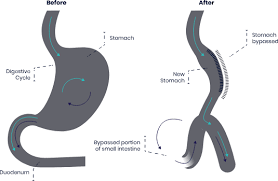 Before
Stomach
Digestive
Cycle
Duodenum
After
Stomach
bypassed
New
Stomach
Bypassed portion
of small intestine